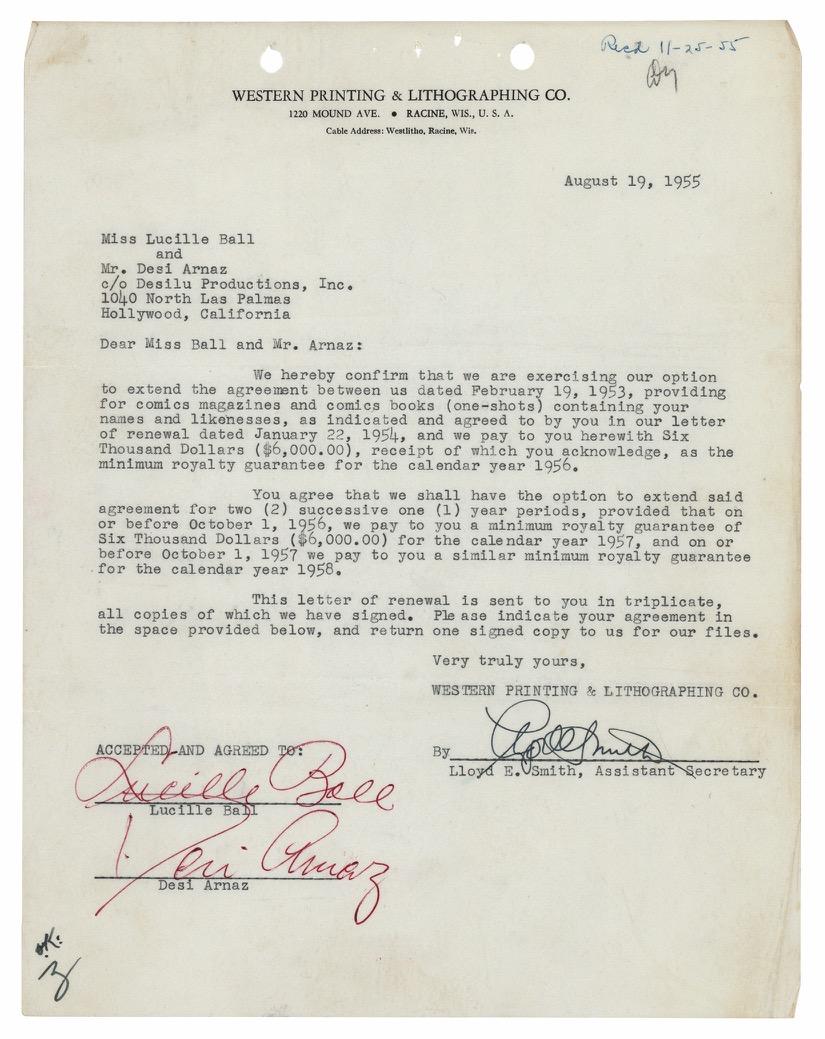 Recd 11-25-55
WESTERN PRINTING & LITHOGRAPHING CO.
1220 MOUND AVE. • RACINE, WIS., U. S. A.
Cable Address: Westlitho, Racine, Wis.
August 19, 1955
Miss Lucille Ball
and
Mr. Desi Arnaz
c/o Desilu Productions, Inc.
1040 North Las Palmas
Hollywood, California
Dear Miss Ball and Mr. Arnaz:
We hereby confirm that we are exercising our option
to extend the agreement between us dated February 19, 1953, providing
for comics magazines and comics books (one-shots) containing your
names and likenesses, as indicated and agreed to by you in our letter
of renewal dated January 22, 1954, and we pay to you herewith Six
Thousand Dollars ($6,000.00), receipt of which you acknowledge, as the
minimum royalty guarantee for the calendar year 1956.
You agree that we shall have the option to extend said
agreement for two (2) successive one (1) year periods, provided that on
or before October 1, 1956, we pay to you a minimum royalty guarantee of
Six Thousand Dollars ($6,000.00) for the calendar year 1957, and on or
before October 1, 1957 we pay to you a similar minimum royalty guarantee
for the calendar year 1958.
This letter of renewal is sent to you in triplicate,
all copies of which we have signed. Please indicate your agreement in
the space provided below, and return one signed copy to us for our files.
Very truly yours,
WESTERN PRINTING & LITHOGRAPHING CO.
ACCEPTED AND AGREED TO:
By Lloyd E Smith
Lloyd E. Smith, Assistant Secretary
Lucille Ball
Lucille Ball
Desi Arnaz
Desi Arnaz
O.K.